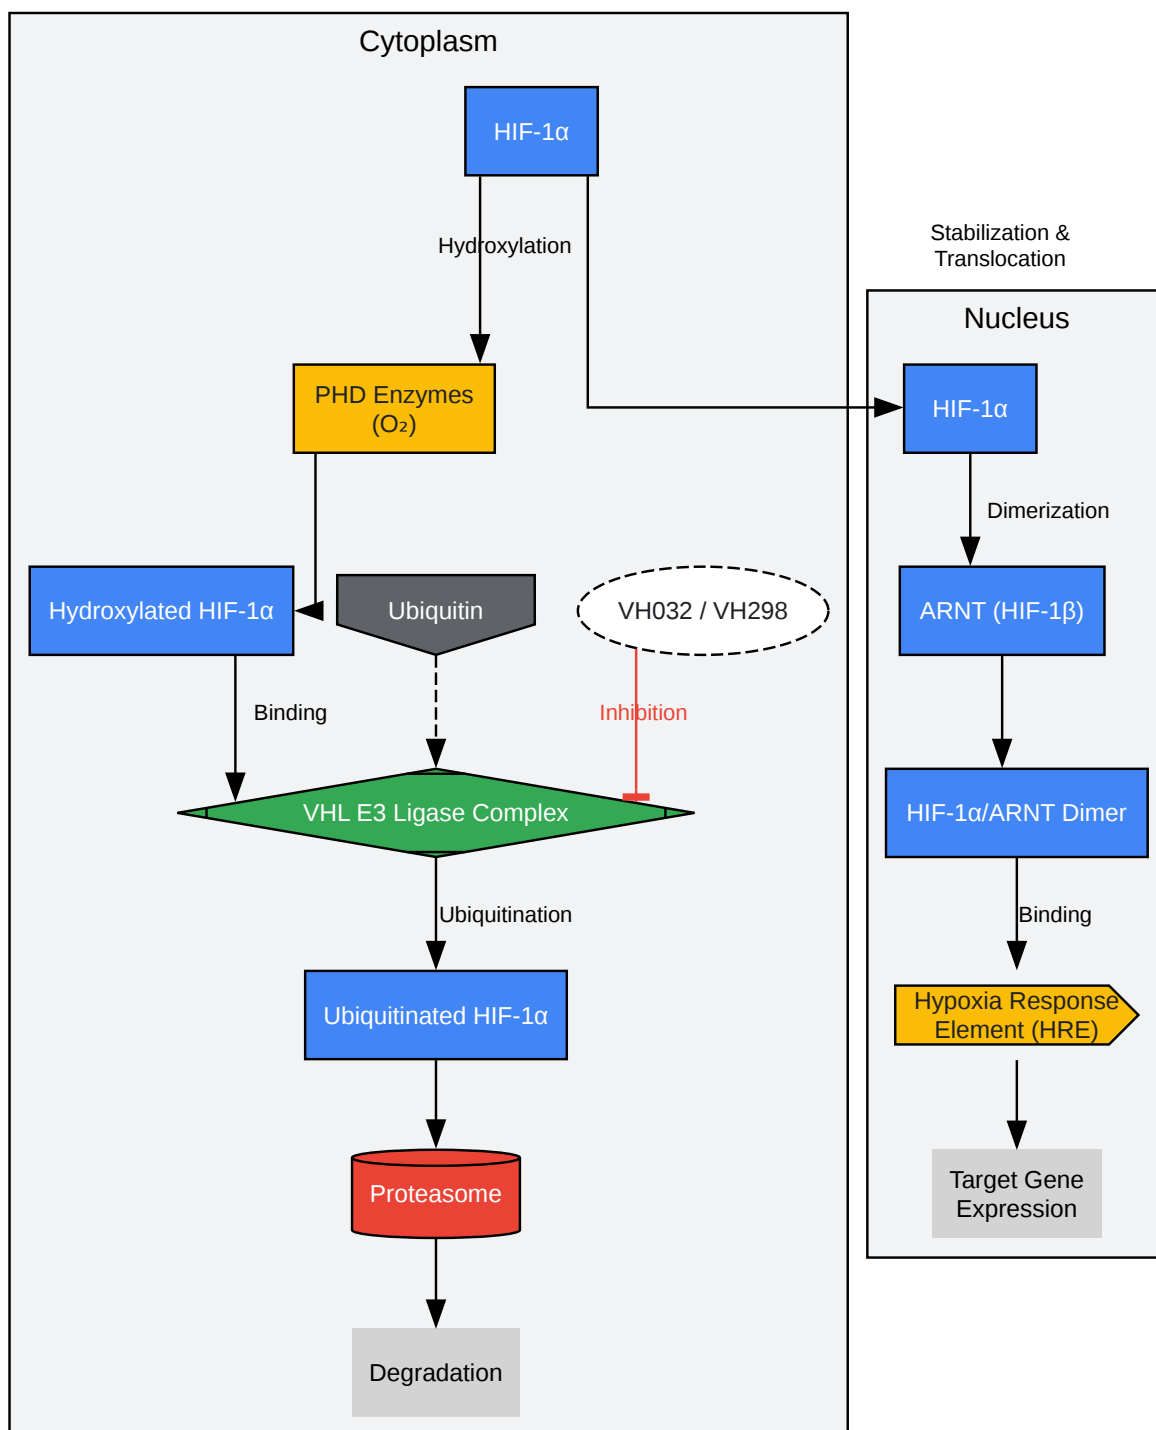 Cytoplasm
HIF-1α
Hydroxylation
Stabilization &
Translocation
Nucleus
PHD Enzymes
(O₂)
HIF-1α
Dimerization
Hydroxylated HIF-1α
Ubiquitin
VH032 / VH298
ARNT (HIF-1β)
Binding
Inhibition
VHL E3 Ligase Complex
HIF-1α/ARNT Dimer
Ubiquitination
Binding
Ubiquitinated HIF-1α
Hypoxia Response
Element (HRE)
Proteasome
Target Gene
Expression
Degradation